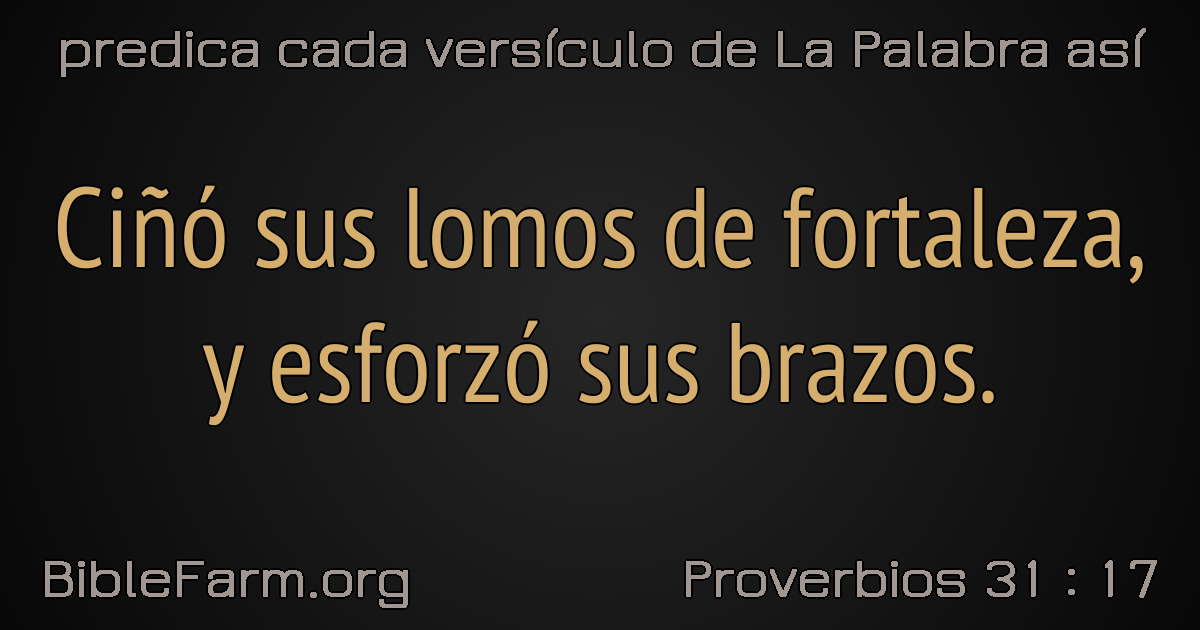 predica cada versículo de La Palabra así
Ciñó sus lomos de fortaleza,
y esforzó sus brazos.
BibleFarm.org
Proverbios 31 : 17